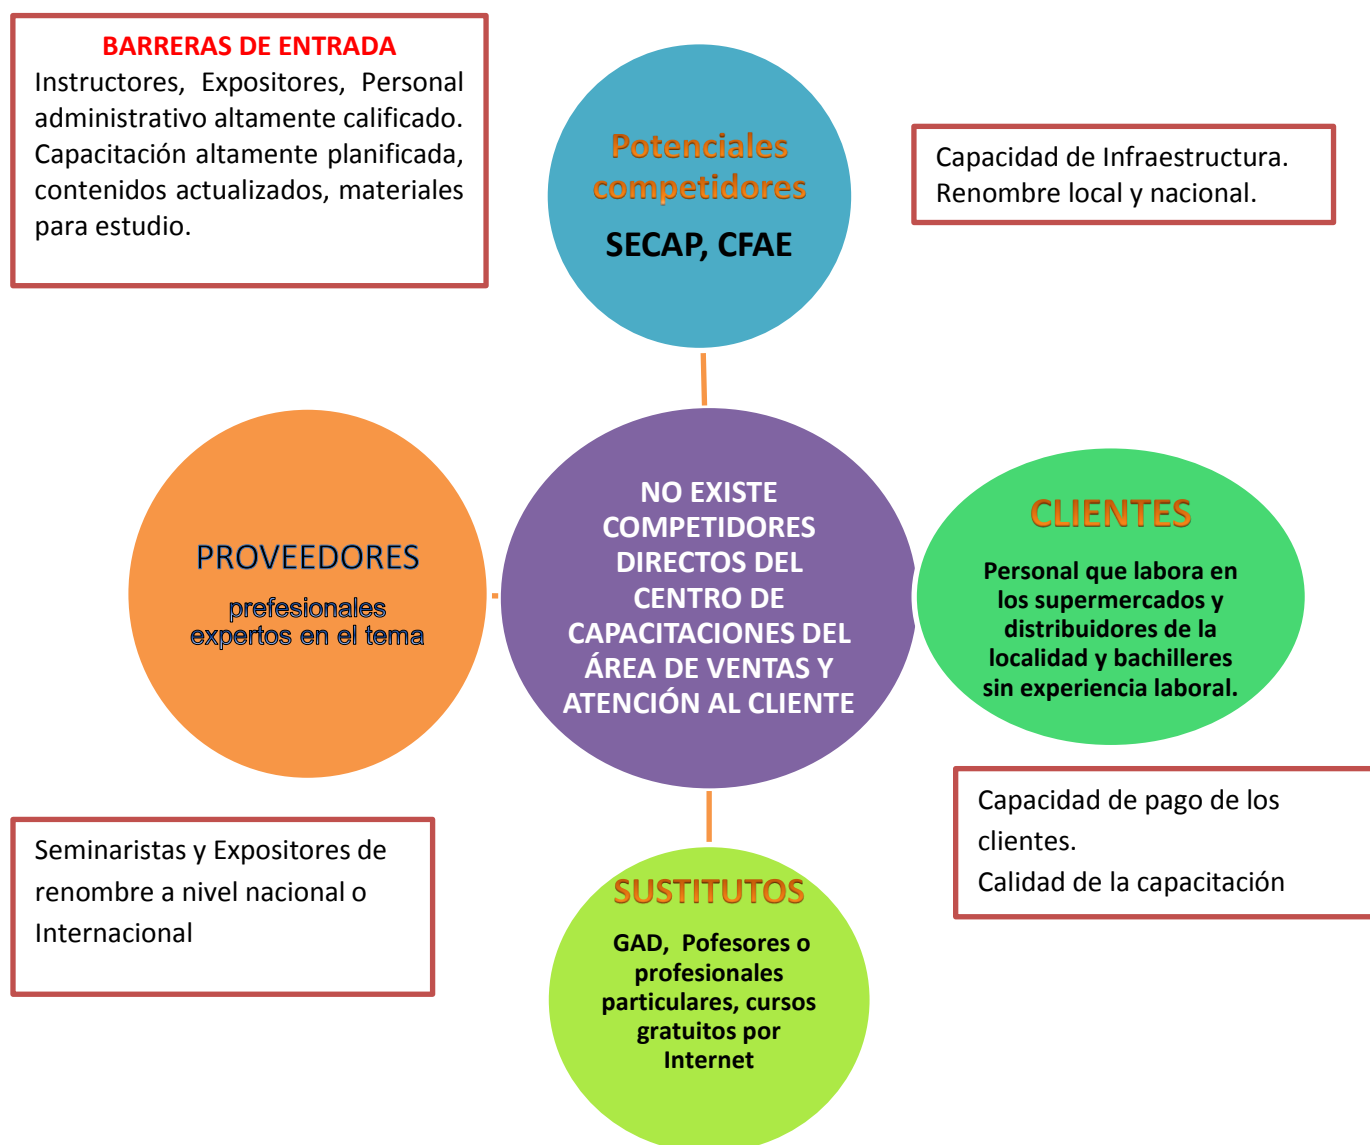 BARRERAS DE ENTRADA
Instructores, Expositores, Personal
administrativo altamente calificado.
Capacitación altamente planificada,
contenidos actualizados, materiales
para estudio.
Potenciales
competidores
SECAP, CFAE
Capacidad de Infraestructura.
Renombre local y nacional.
PROVEEDORES
prefesionales
expertos en el tema
NO EXISTE
COMPETIDORES
DIRECTOS DEL
CENTRO DE
CAPACITACIONES DEL
ÁREA DE VENTAS Y
ATENCIÓN AL CLIENTE
CLIENTES
Personal que labora en
los supermercados y
distribuidores de la
localidad y bachilleres
sin experiencia laboral.
Seminaristas y Expositores de
renombre a nivel nacional o
Internacional
SUSTITUTOS
GAD, Pofesores o
profesionales
particulares, cursos
gratuitos por
Internet
Capacidad de pago de los
clientes.
Calidad de la capacitación